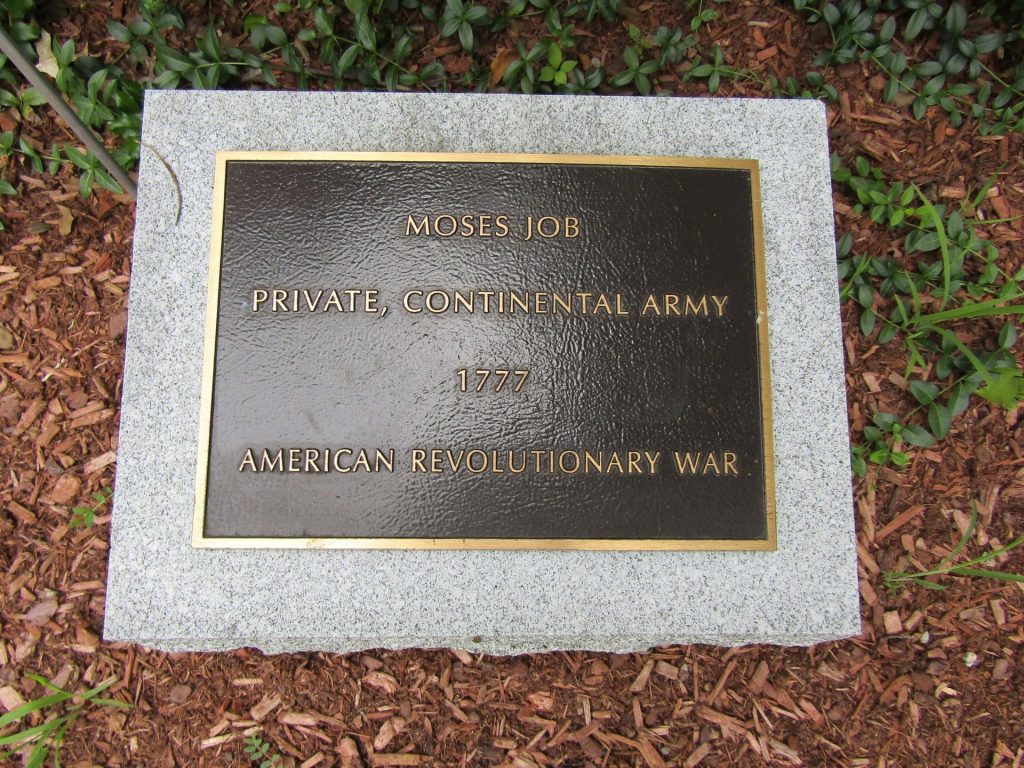 MOSES JOB
PRIVATE, CONTINENTAL ARMY
1777
AMERICAN REVOLUTIONARY WAR